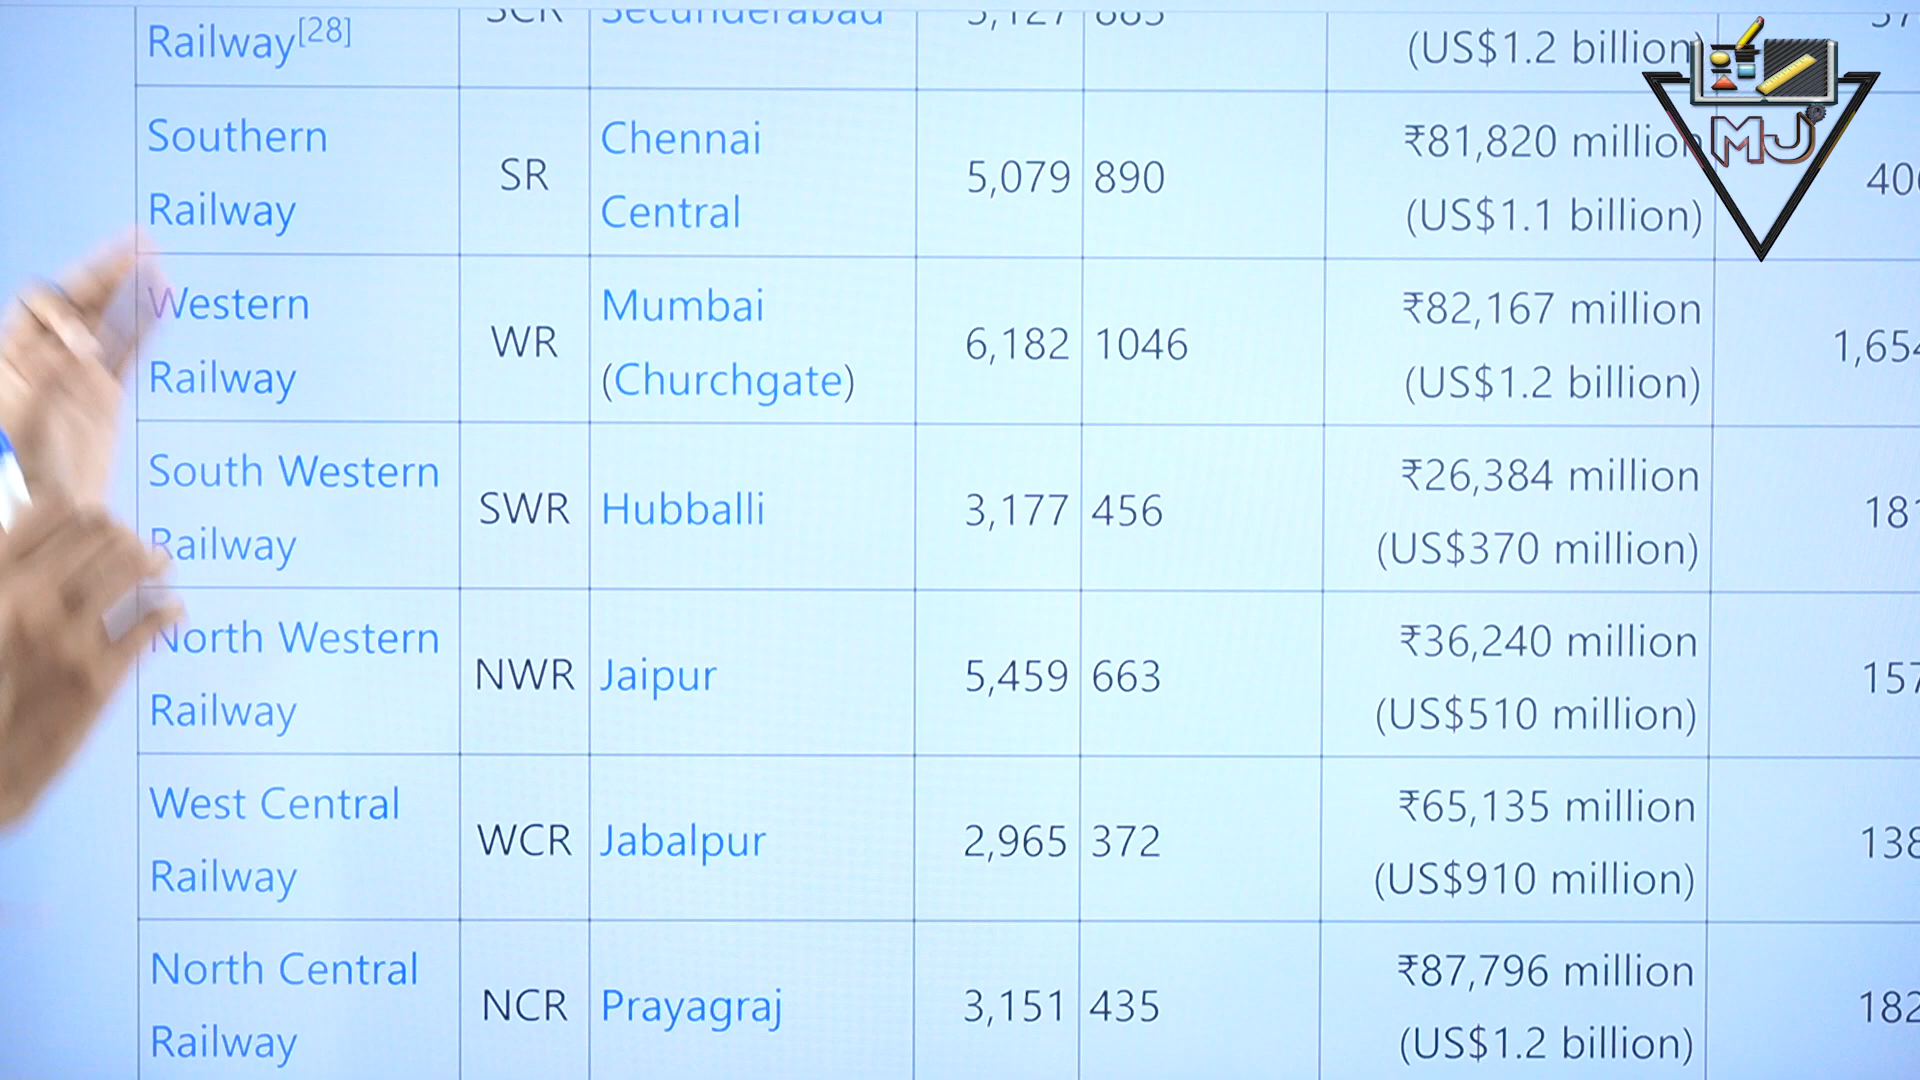 SCR Secunderabad
Railway[28] (US$1.2 billion)
Southern Railway SR Chennai Central 5,079 890 ₹81,820 million (US$1.1 billion)
Western Railway WR Mumbai (Churchgate) 6,182 1046 ₹82,167 million (US$1.2 billion)
South Western Railway SWR Hubballi 3,177 456 ₹26,384 million (US$370 million)
North Western Railway NWR Jaipur 5,459 663 ₹36,240 million (US$510 million)
West Central Railway WCR Jabalpur 2,965 372 ₹65,135 million (US$910 million)
North Central Railway NCR Prayagraj 3,151 435 ₹87,796 million (US$1.2 billion)
MJ